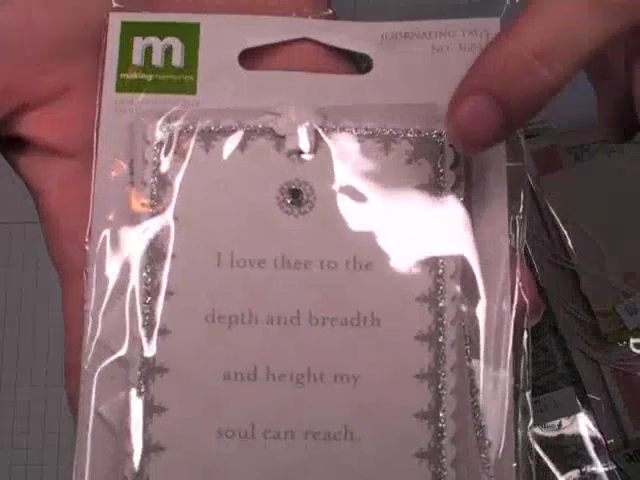 m
making memories
JOURNALING TAGS
I love thee to the
depth and breadth
and height my
soul can reach.